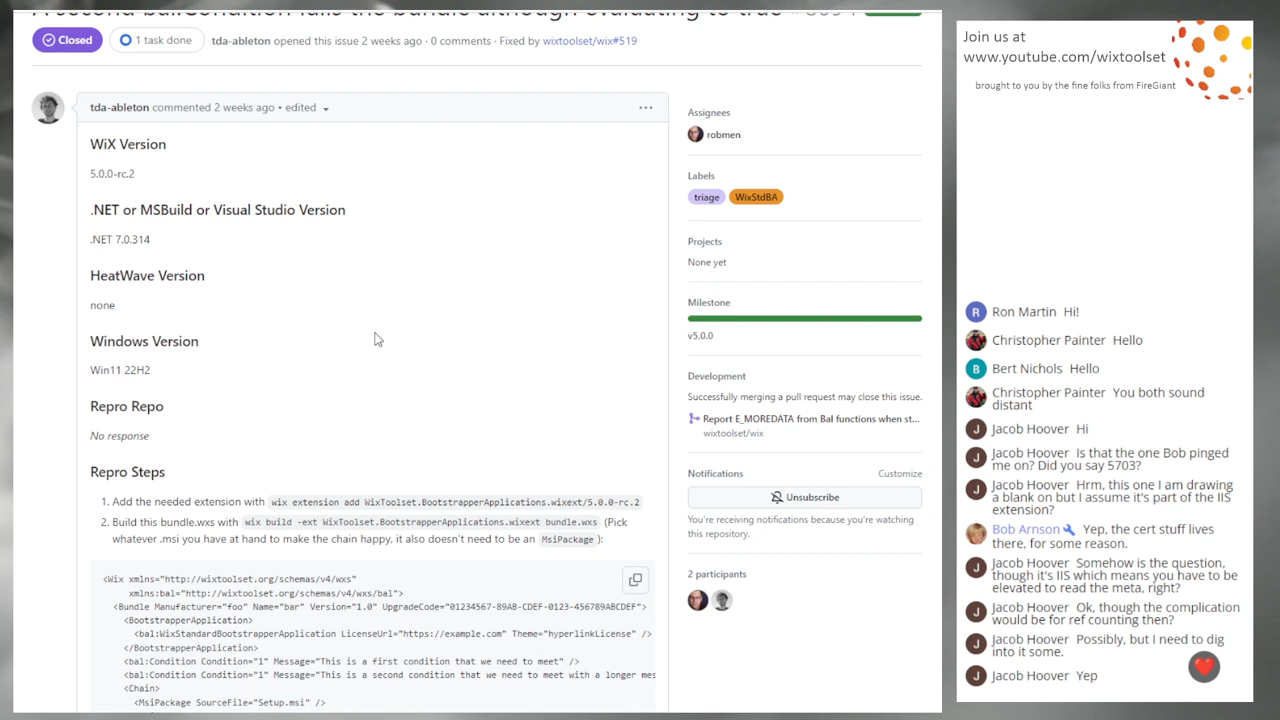 A second bal:Condition fails the bundle although evaluating to true
Closed
1 task done
tda-ableton opened this issue 2 weeks ago · 0 comments · Fixed by wixtoolset/wix#519
tda-ableton commented 2 weeks ago • edited
WiX Version
5.0.0-rc.2
.NET or MSBuild or Visual Studio Version
.NET 7.0.314
HeatWave Version
none
Windows Version
Win11 22H2
Repro Repo
No response
Repro Steps
1. Add the needed extension with wix extension add WixToolset.BootstrapperApplications.wixext/5.0.0-rc.2
2. Build this bundle.wxs with wix build -ext WixToolset.BootstrapperApplications.wixext bundle.wxs (Pick
whatever .msi you have at hand to make the chain happy, it also doesn't need to be an MsiPackage ):
<Wix xmlns="http://wixtoolset.org/schemas/v4/wxs"
xmlns:bal="http://wixtoolset.org/schemas/v4/wxs/bal">
<Bundle Manufacturer="foo" Name="bar" Version="1.0" UpgradeCode="01234567-89AB-CDEF-0123-456789ABCDEF">
<BootstrapperApplication>
<bal:WixStandardBootstrapperApplication LicenseUrl="https://example.com" Theme="hyperlinkLicense" />
</BootstrapperApplication>
<bal:Condition Condition="1" Message="This is a first condition that we need to meet" />
<bal:Condition Condition="1" Message="This is a second condition that we need to meet with a longer mes
<Chain>
<MsiPackage SourceFile="Setup.msi" />
Assignees
robmen
Labels
triage
WixStdBA
Projects
None yet
Milestone
v5.0.0
Development
Successfully merging a pull request may close this issue.
Report E_MOREDATA from Bal functions when st...
wixtoolset/wix
Notifications
Customize
Unsubscribe
You're receiving notifications because you're watching
this repository.
2 participants
Join us at
www.youtube.com/wixtoolset
brought to you by the fine folks from FireGiant
R Ron Martin Hi!
Christopher Painter Hello
B Bert Nichols Hello
Christopher Painter You both sound
distant
J Jacob Hoover Hi
J Jacob Hoover Is that the one Bob pinged
me on? Did you say 5703?
J Jacob Hoover Hrm, this one I am drawing
a blank on but I assume it's part of the IIS
extension?
Bob Arnson Yep, the cert stuff lives
there, for some reason.
J Jacob Hoover Somehow is the question,
though it's IIS which means you have to be
elevated to read the meta, right?
J Jacob Hoover Ok, though the complication
would be for ref counting then?
J Jacob Hoover Possibly, but I need to dig
into it some.
J Jacob Hoover Yep